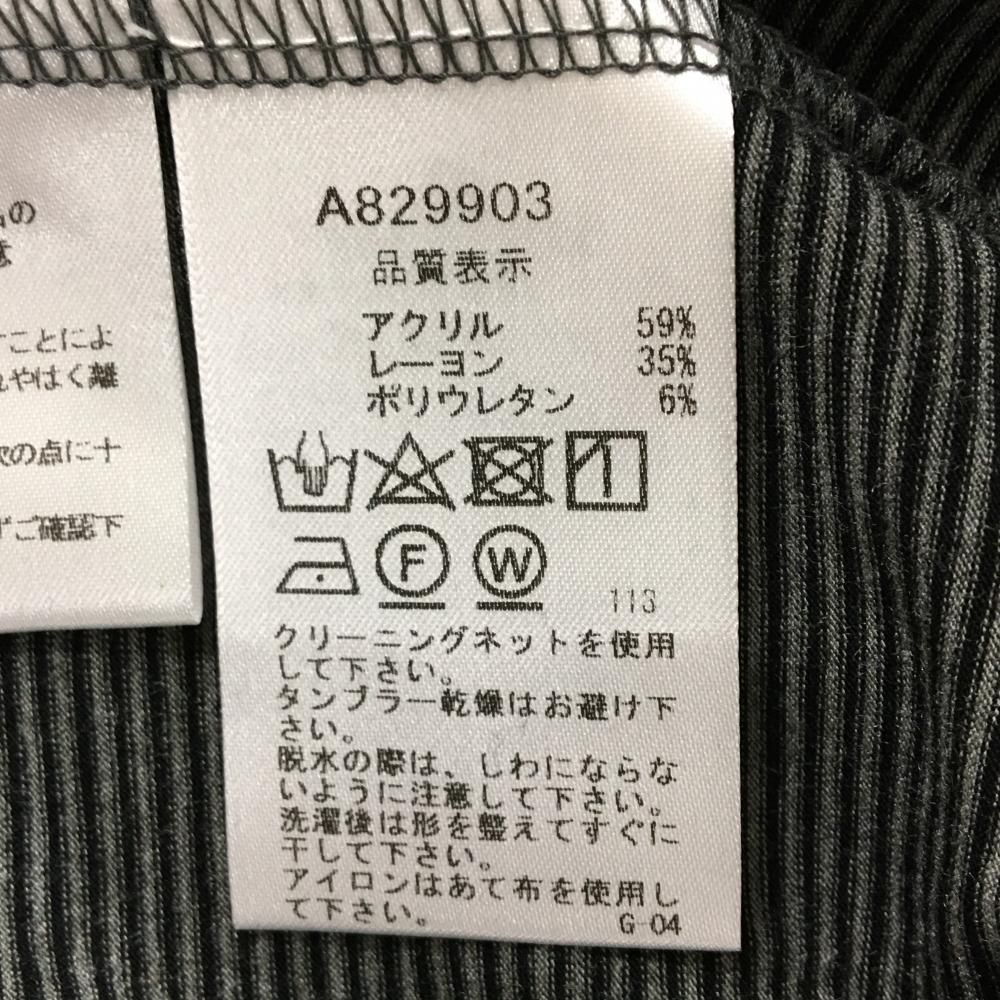 の
ことによ
やはく離
の点に十
ずご確認下
A829903
品質表示
アクリル 59%
レーヨン 35%
ポリウレタン 6%
F W
113
クリーニングネットを使用
して下さい。
タンブラー乾燥はお避け下
さい。
脱水の際は、しわにならな
いように注意して下さい。
洗濯後は形を整えてすぐに
干して下さい。
アイロンはあて布を使用し
て下さい。
G-04